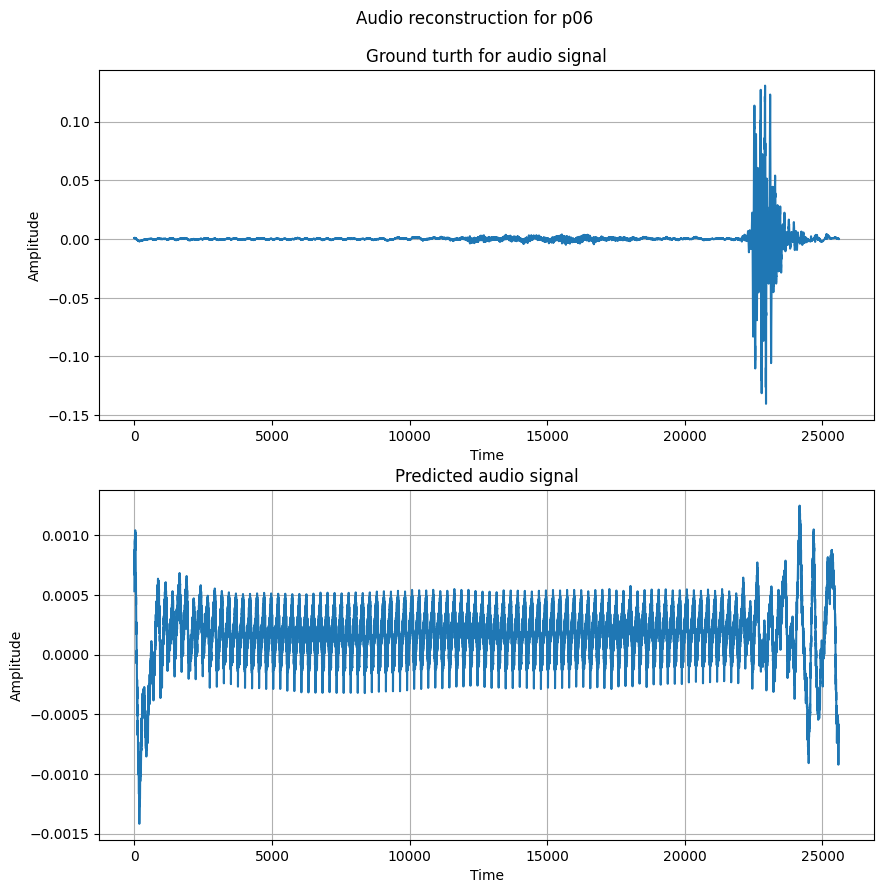 Audio reconstruction for p06
Ground turth for audio signal
0.10
0.05
0.00
−0.05
−0.10
−0.15
Amplitude
0 5000 10000 15000 20000 25000
Time
Predicted audio signal
0.0010
0.0005
0.0000
−0.0005
−0.0010
−0.0015
Amplitude
0 5000 10000 15000 20000 25000
Time